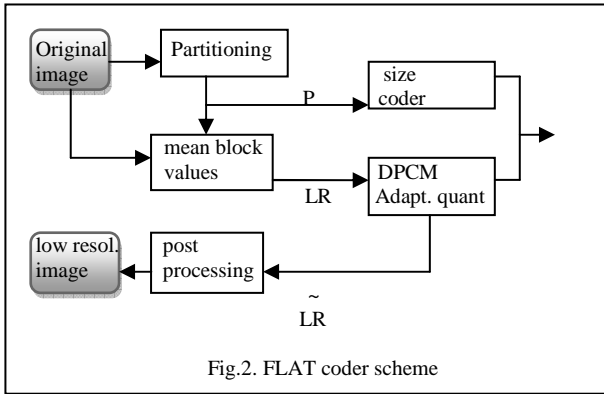 Original
image
Partitioning
size
coder
P
mean block
values
DPCM
Adapt. quant
LR
low resol.
image
post
processing
~
LR
Fig.2. FLAT coder scheme